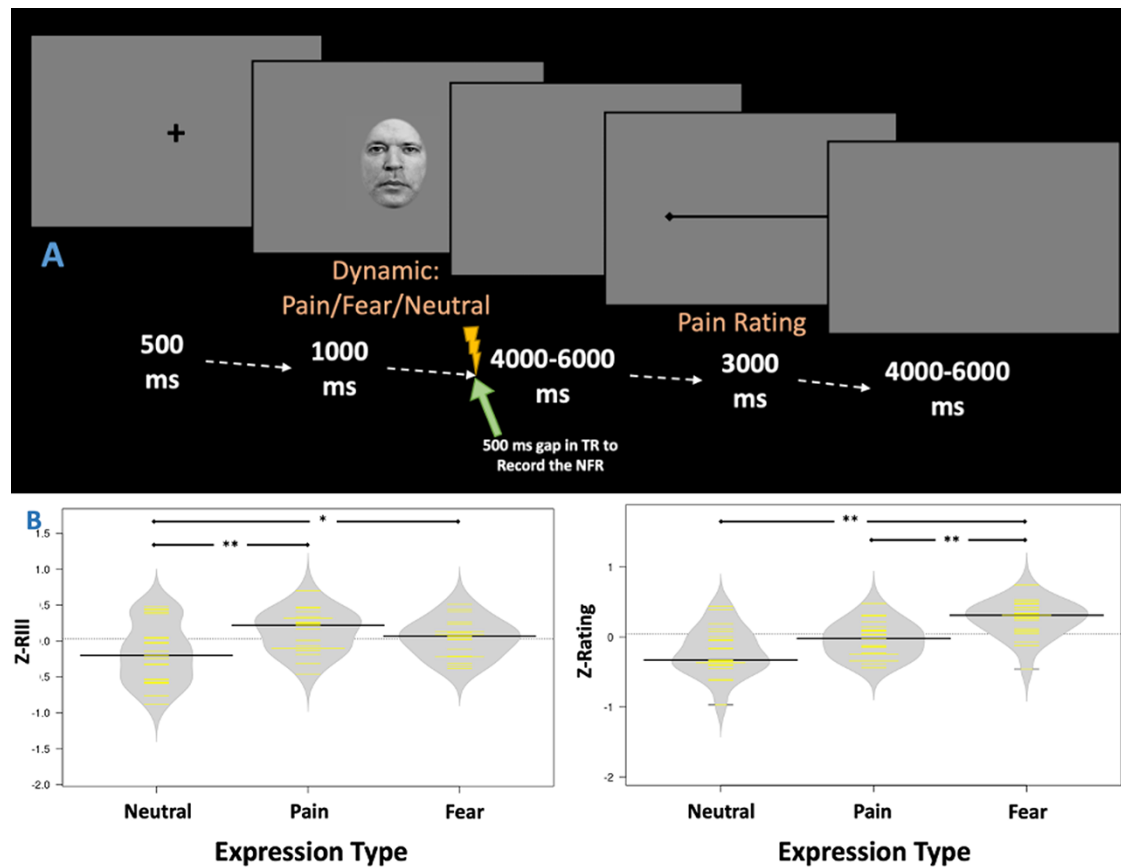 +
A
Dynamic:
Pain/Fear/Neutral
Pain Rating
500
ms
1000
ms
4000-6000
ms
3000
ms
4000-6000
ms
500 ms gap in TR to
Record the NFR
B
1.5
1.0
0.5
0.0
-0.5
-1.0
-1.5
-2.0
Z-RIII
*
**
Neutral
Pain
Fear
Expression Type
1
0
-1
-2
Z-Rating
**
**
Neutral
Pain
Fear
Expression Type